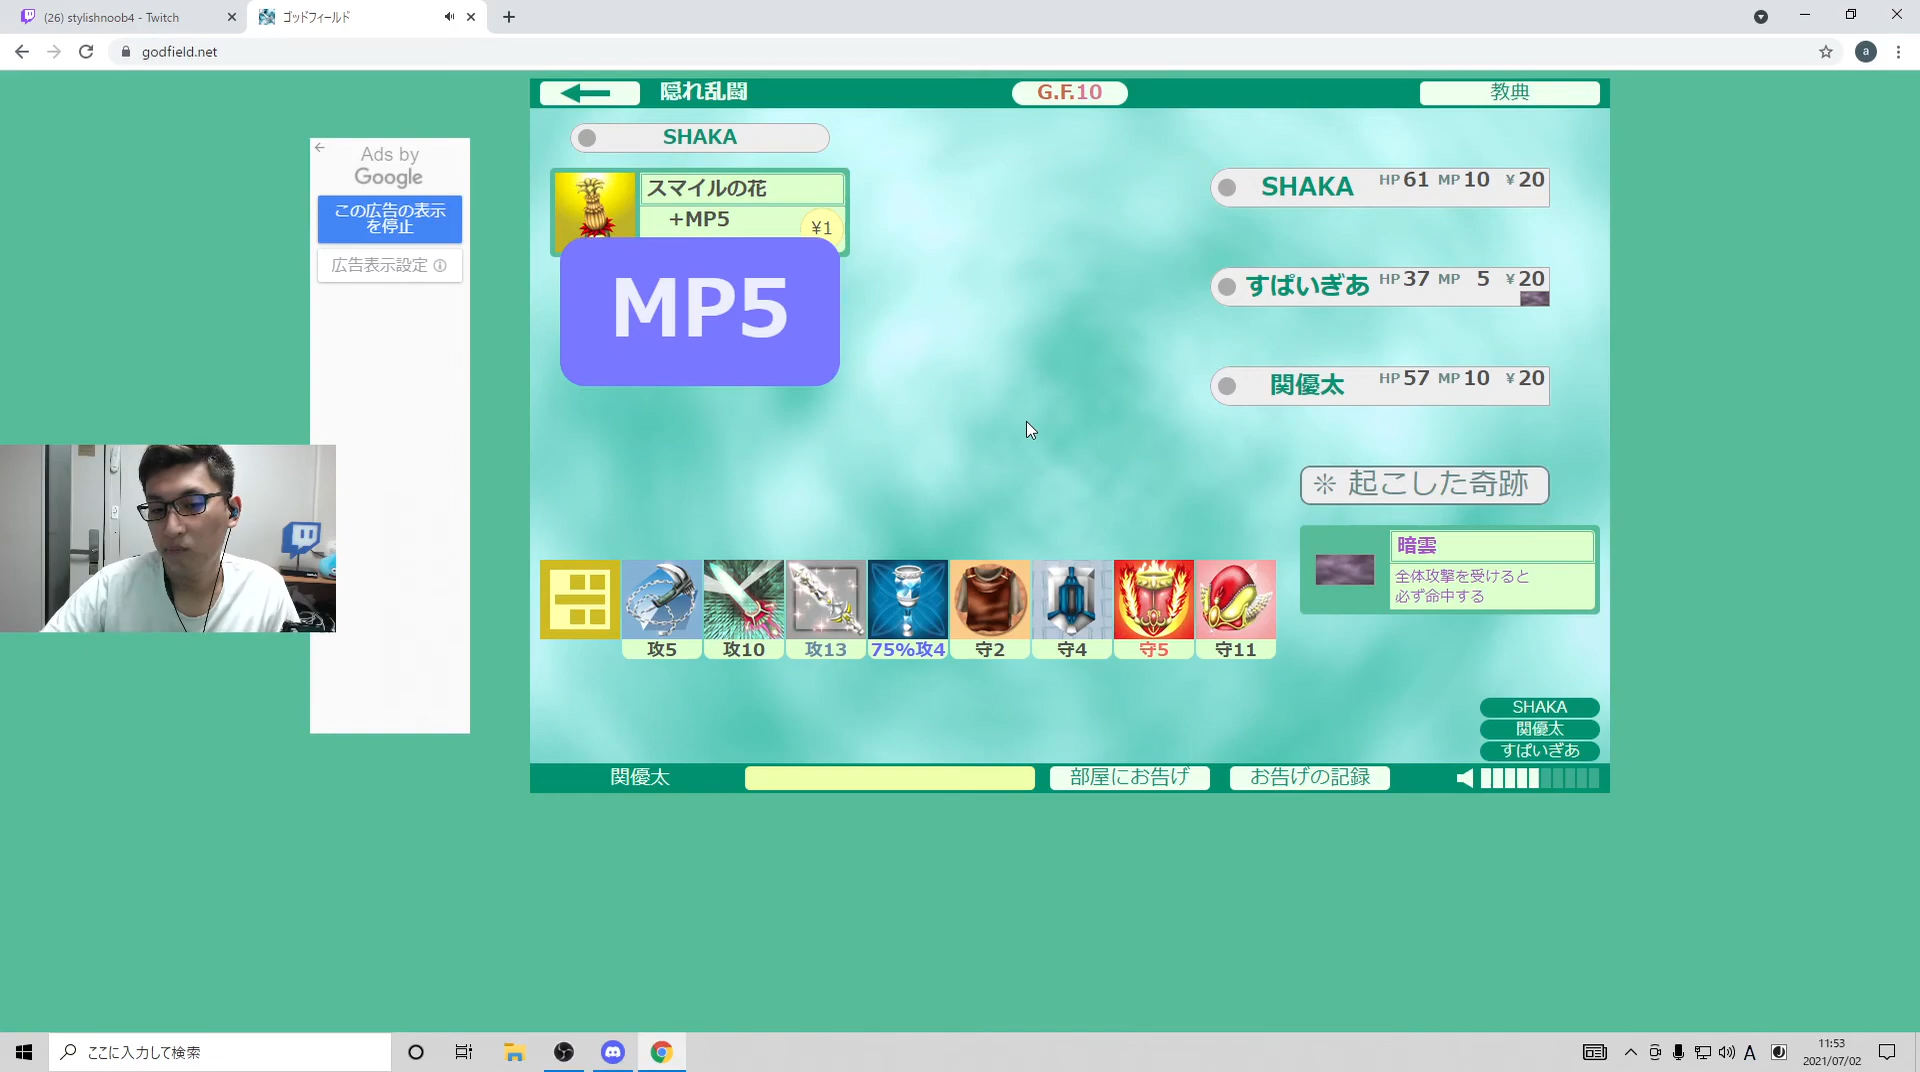 (26) stylishnoob4 - Twitch
ゴッドフィールド
godfield.net
a
隠れ乱闘
G.F.10
教典
Ads by
Google
この広告の表示
を停止
広告表示設定
SHAKA
スマイルの花
+MP5
¥1
MP5
SHAKA HP 61 MP 10 ¥ 20
すぱいぎあ HP 37 MP 5 ¥ 20
関優太 HP 57 MP 10 ¥ 20
※ 起こした奇跡
暗雲
全体攻撃を受けると
必ず命中する
攻5 攻10 攻13 75%攻4 守2 守4 守5 守11
SHAKA
関優太
すぱいぎあ
関優太
部屋にお告げ
お告げの記録
ここに入力して検索
A
11:53
2021/07/02